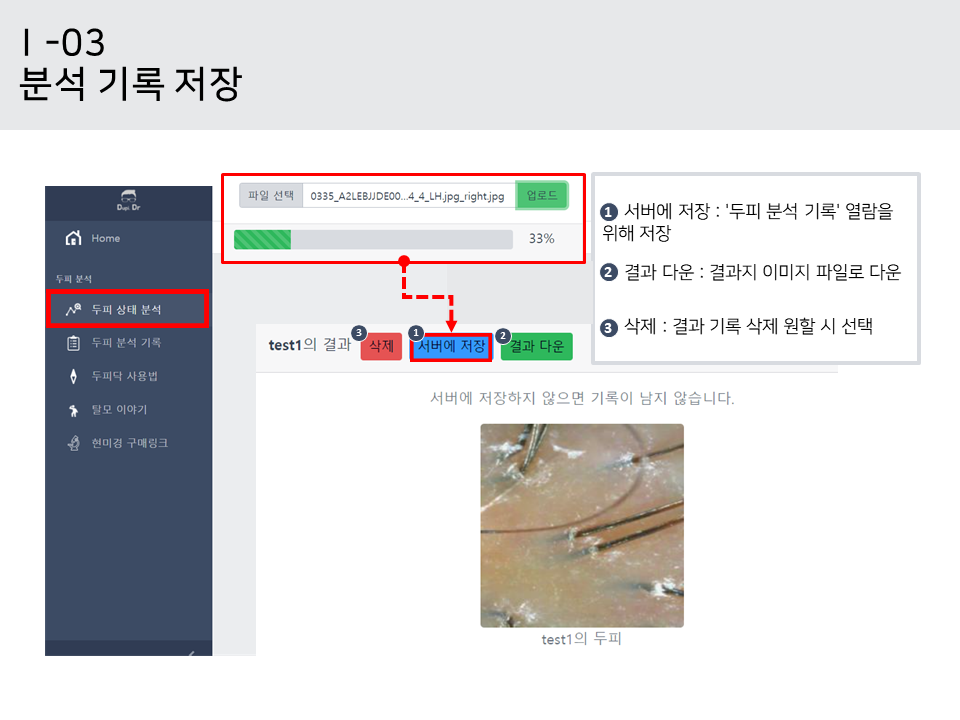 Ⅰ-03
분석 기록 저장
Dupi Dr
Home
두피 분석
두피 상태 분석
두피 분석 기록
두피닥 사용법
탈모 이야기
현미경 구매링크
파일 선택 0335_A2LEBJJDE00...4_4_LH.jpg_right.jpg 업로드
33%
test1의 결과 3 삭제 1 서버에 저장 2 결과 다운
서버에 저장하지 않으면 기록이 남지 않습니다.
test1의 두피
1 서버에 저장 : '두피 분석 기록' 열람을
위해 저장
2 결과 다운 : 결과지 이미지 파일로 다운
3 삭제 : 결과 기록 삭제 원할 시 선택